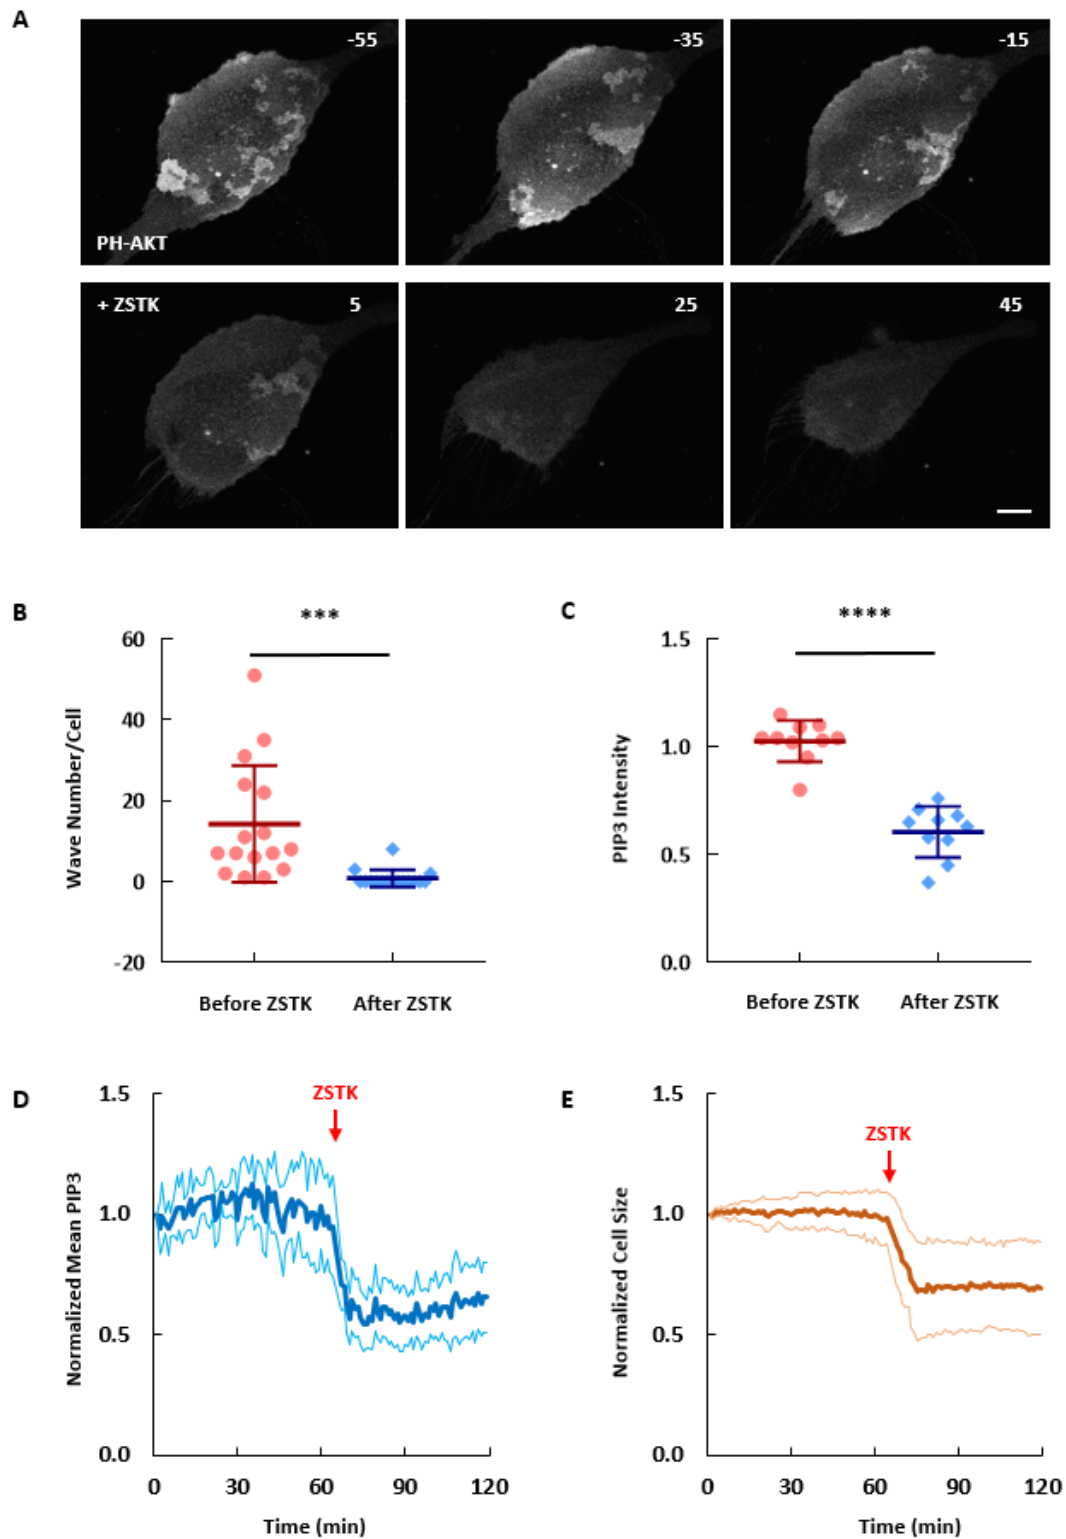 A
-55
-35
-15
PH-AKT
+ ZSTK
5
25
45
B
***
60
40
20
0
-20
Wave Number/Cell
Before ZSTK
After ZSTK
C
****
1.5
1.0
0.5
0.0
PIP3 Intensity
Before ZSTK
After ZSTK
D
ZSTK
1.5
1.0
0.5
0.0
Normalized Mean PIP3
0
30
60
90
120
Time (min)
E
ZSTK
1.5
1.0
0.5
0.0
Normalized Cell Size
0
30
60
90
120
Time (min)